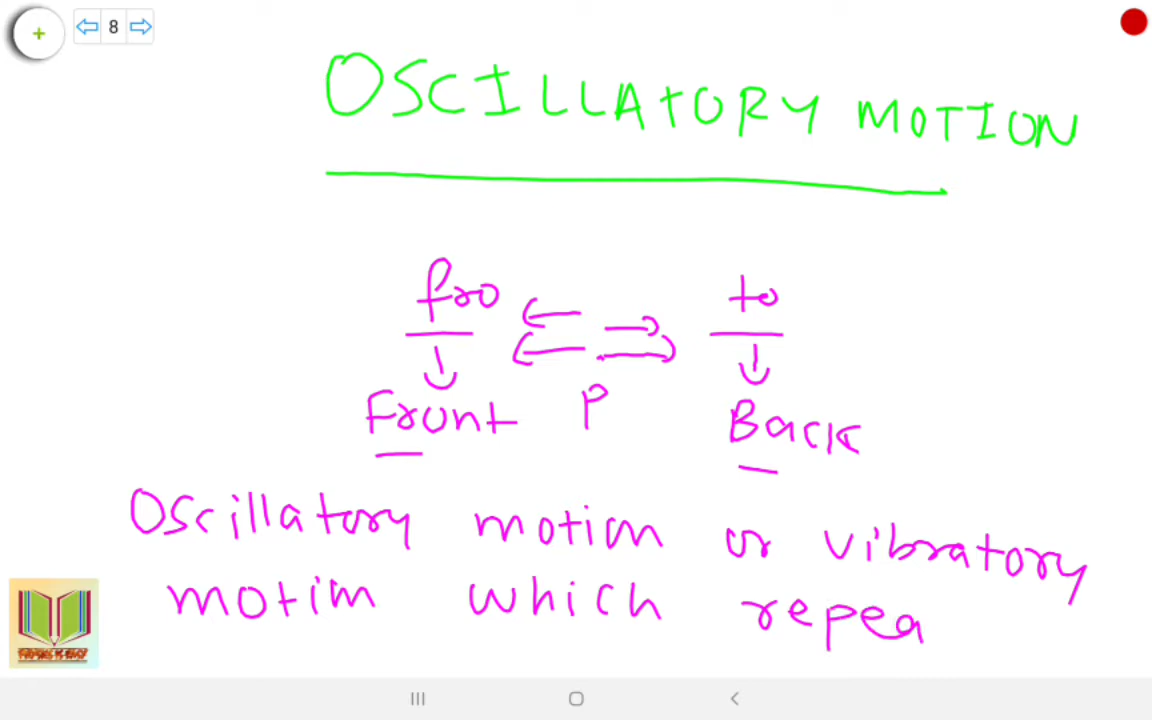 8
OSCILLATORY MOTION
fro to
Front P Back
Oscillatory motion or vibratory
motion which repea